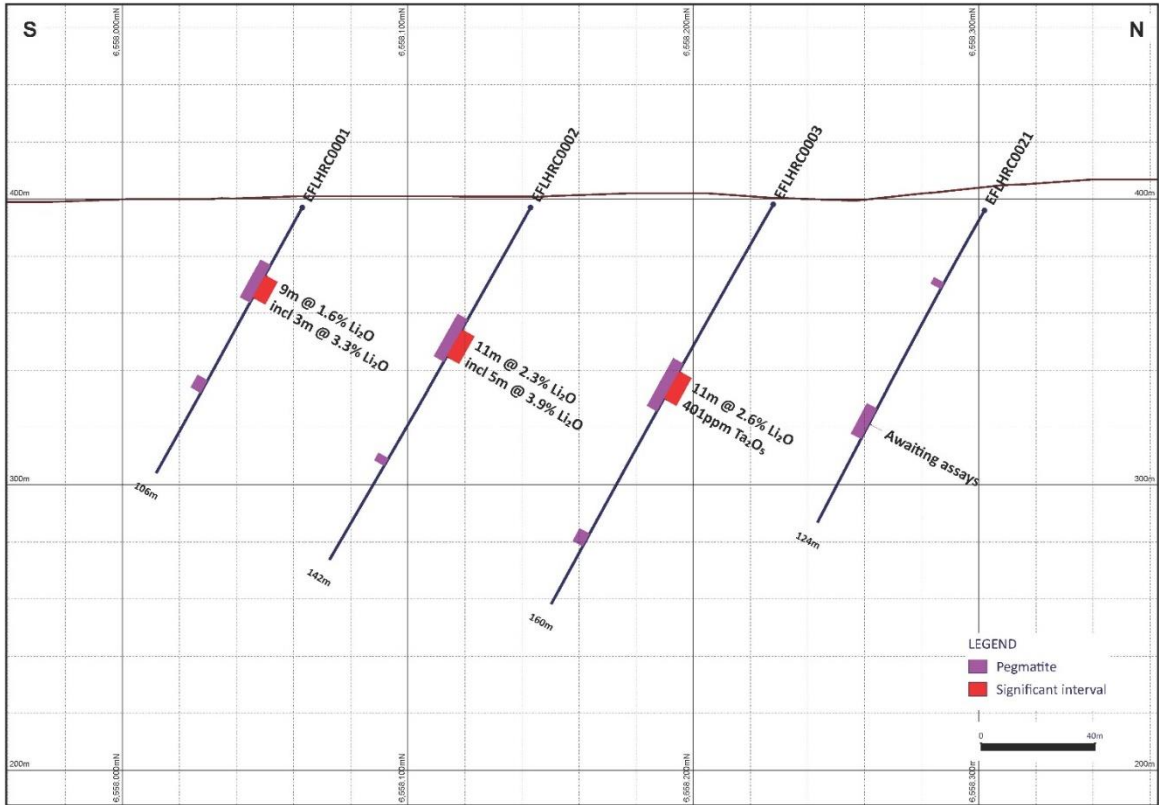 S
N
6,558,000mN
6,558,100mN
6,558,200mN
6,558,300mN
EFLHRC0001
EFLHRC0002
EFLHRC0003
EFLHRC0021
400m
400m
9m @ 1.6% Li₂O
incl 3m @ 3.3% Li₂O
11m @ 2.3% Li₂O
incl 5m @ 3.9% Li₂O
11m @ 2.6% Li₂O
401ppm Ta₂O₅
Awaiting assays
106m
300m
300m
124m
142m
160m
LEGEND
Pegmatite
Significant interval
0
40m
200m
200m
6,558,000mN
6,558,100mN
6,558,200mN
6,558,300m